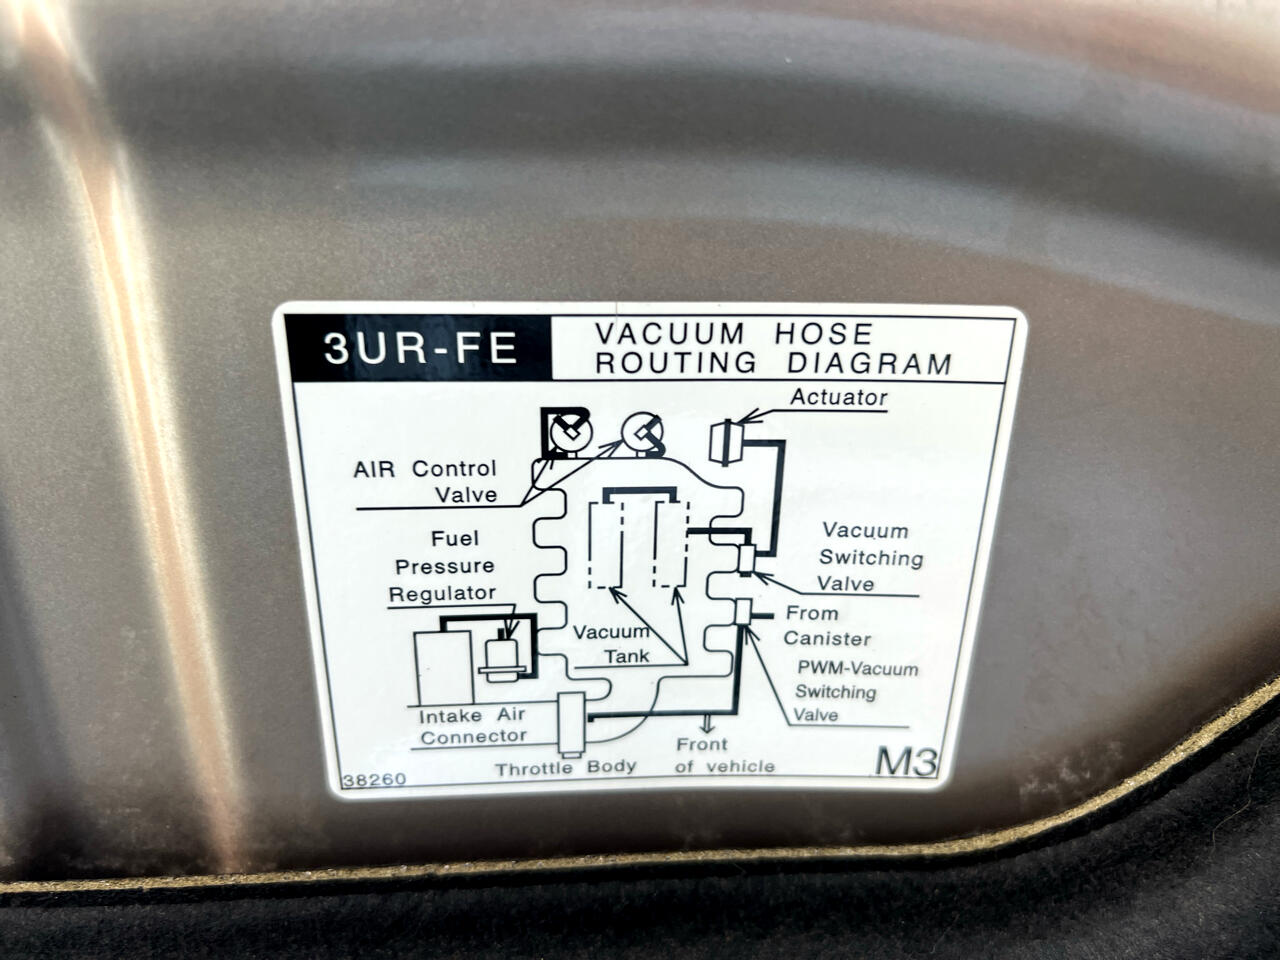 3UR-FE
VACUUM HOSE
ROUTING DIAGRAM
Actuator
AIR Control
Valve
Fuel
Pressure
Regulator
Vacuum
Switching
Valve
From
Canister
Vacuum
Tank
PWM-Vacuum
Switching
Valve
Intake Air
Connector
Front
of vehicle
Throttle Body
38260
M3